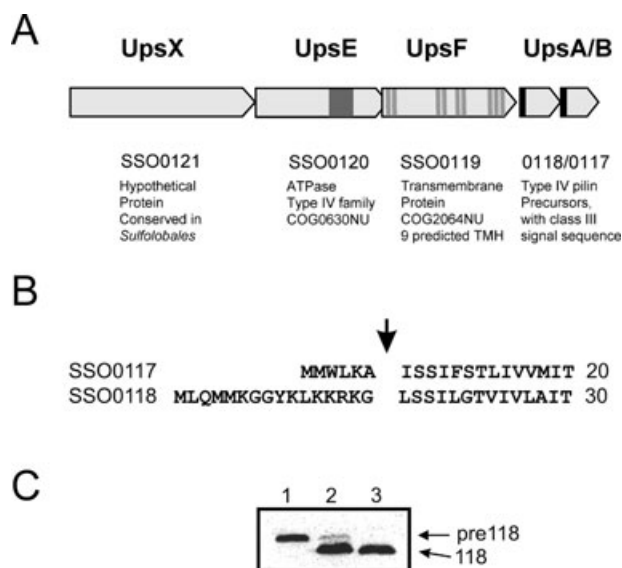 A
UpsX UpsE UpsF UpsA/B
SSO0121 SSO0120 SSO0119 0118/0117
Hypothetical ATPase Transmembrane Type IV pilin
Protein Type IV family Protein Precursors,
Conserved in COG0630NU COG2064NU with class III
Sulfolobales 9 predicted TMH signal sequence
B
SSO0117 MMWLKA ISSIFSTLIVVMIT 20
SSO0118 MLQMMKGGYKLKKRKG LSSILGTVIVLAIT 30
C
1 2 3
pre118
118